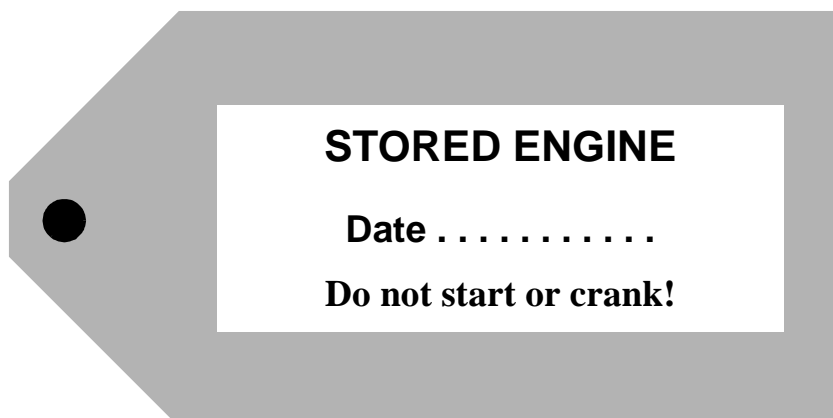 STORED ENGINE
Date . . . . . . . . . . .
Do not start or crank!